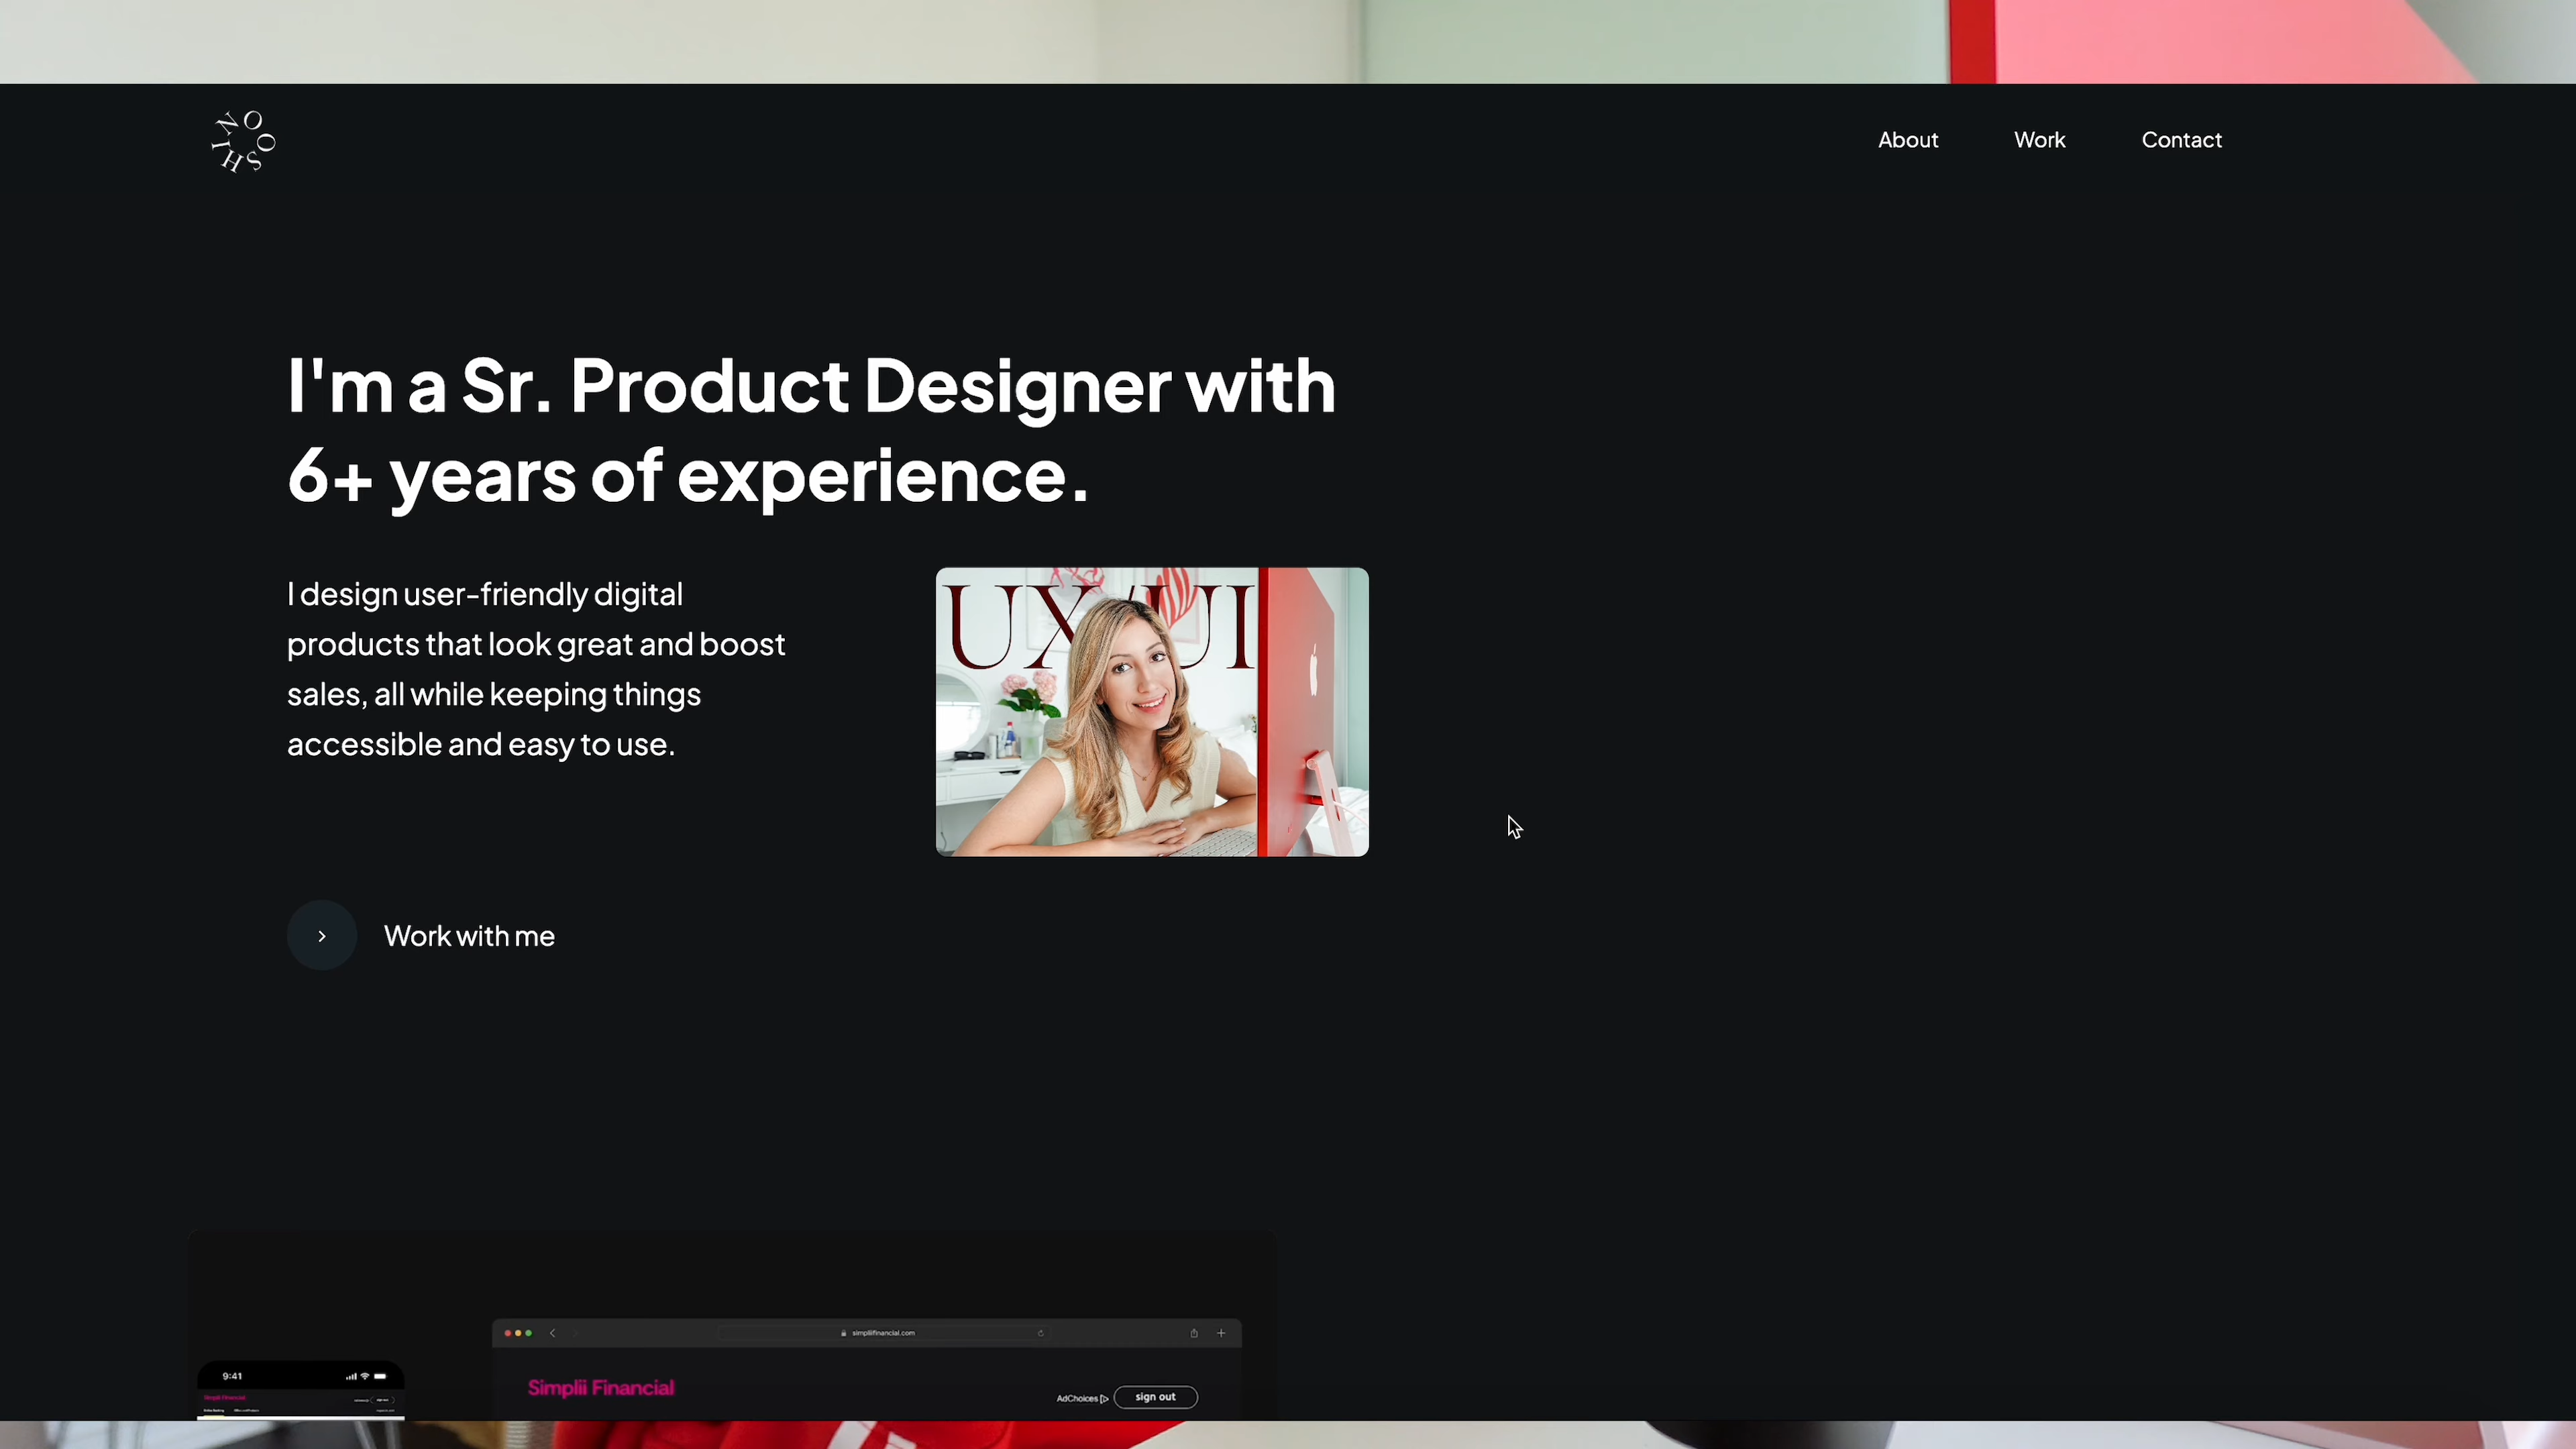 NOOSHI
About Work Contact
I'm a Sr. Product Designer with
6+ years of experience.
I design user-friendly digital
products that look great and boost
sales, all while keeping things
accessible and easy to use.
UX/UI
Work with me
simpliifinancial.com
9:41
Simplii Financial
AdChoices
sign out